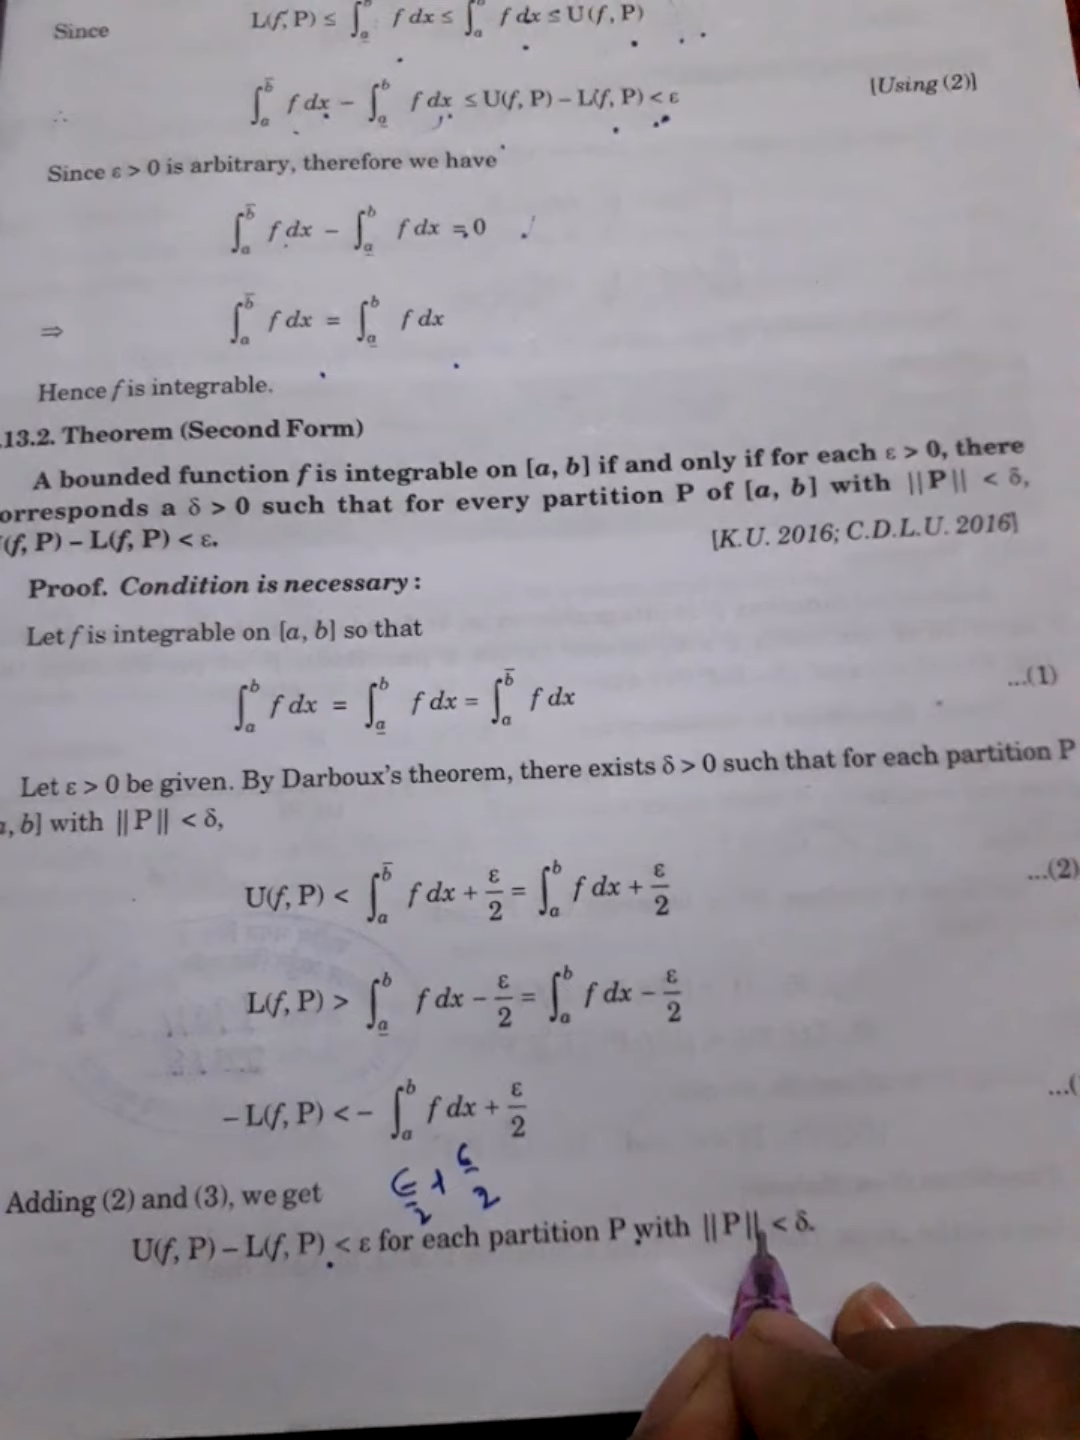 Since L(f, P) ≤ ∫_a̲^b f dx ≤ ∫_a^b̄ f dx ≤ U(f, P)
∴ ∫_a^b̄ f dx − ∫_a̲^b f dx ≤ U(f, P) − L(f, P) < ε [Using (2)]
Since ε > 0 is arbitrary, therefore we have
∫_a^b̄ f dx − ∫_a̲^b f dx = 0
⇒ ∫_a^b̄ f dx = ∫_a̲^b f dx
Hence f is integrable.
.13.2. Theorem (Second Form)
A bounded function f is integrable on [a, b] if and only if for each ε > 0, there
orresponds a δ > 0 such that for every partition P of [a, b] with ||P|| < δ,
(f, P) – L(f, P) < ε. [K.U. 2016; C.D.L.U. 2016]
Proof. Condition is necessary :
Let f is integrable on [a, b] so that
∫_a^b f dx = ∫_a̲^b f dx = ∫_a^b̄ f dx ...(1)
Let ε > 0 be given. By Darboux's theorem, there exists δ > 0 such that for each partition P
, b] with ||P|| < δ,
U(f, P) < ∫_a^b̄ f dx + ε/2 = ∫_a^b f dx + ε/2 ...(2)
L(f, P) > ∫_a̲^b f dx − ε/2 = ∫_a^b f dx − ε/2
– L(f, P) < – ∫_a^b f dx + ε/2 ...(
ε/2 + ε/2
Adding (2) and (3), we get
U(f, P) – L(f, P) < ε for each partition P with ||P|| < δ.